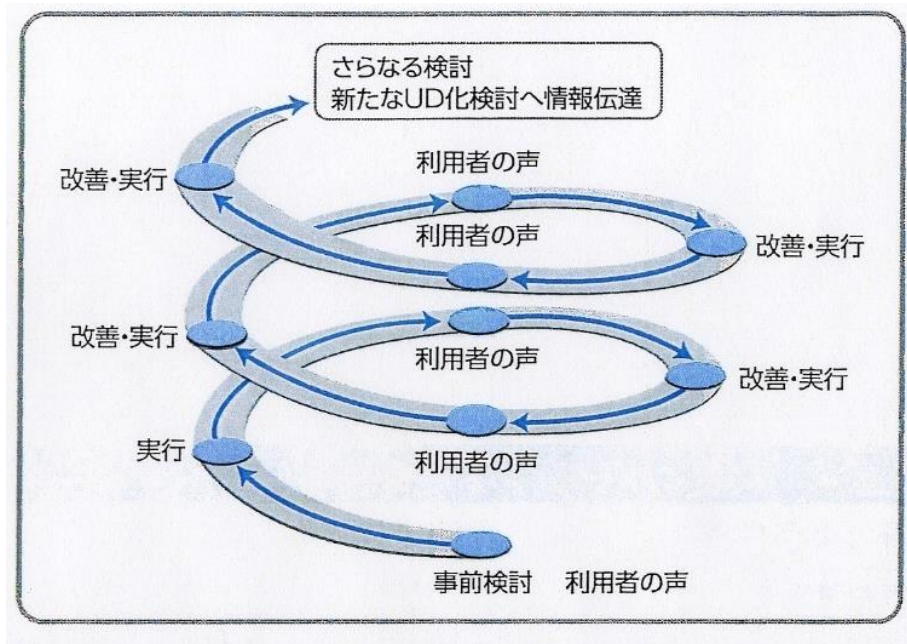 さらなる検討
新たなUD化検討へ情報伝達
利用者の声
改善・実行
利用者の声
改善・実行
改善・実行
利用者の声
改善・実行
実行
利用者の声
事前検討　利用者の声